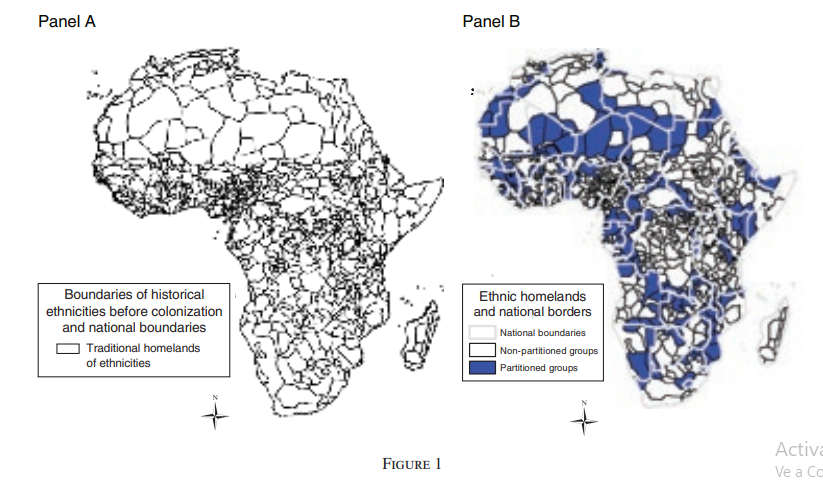 Panel A
Panel B
Boundaries of historical
ethnicities before colonization
and national boundaries
Traditional homelands
of ethnicities
N
Ethnic homelands
and national borders
National boundaries
Non-partitioned groups
Partitioned groups
N
FIGURE 1
Activa
Ve a Co